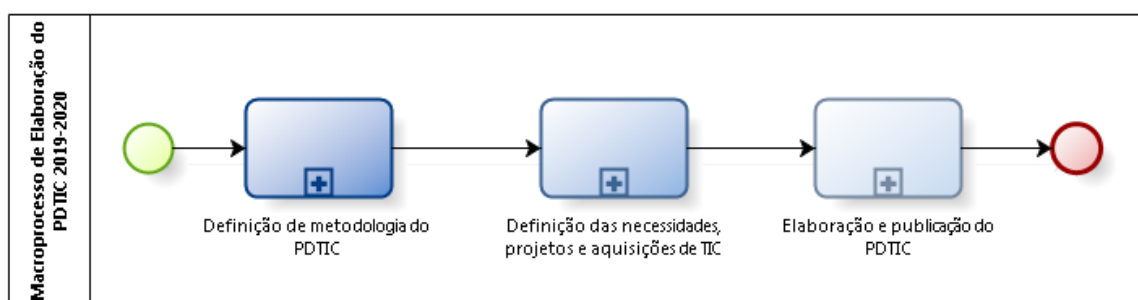 Macroprocesso de Elaboração do
PDTIC 2019-2020
Definição de metodologia do
PDTIC
Definição das necessidades,
projetos e aquisições de TIC
Elaboração e publicação do
PDTIC